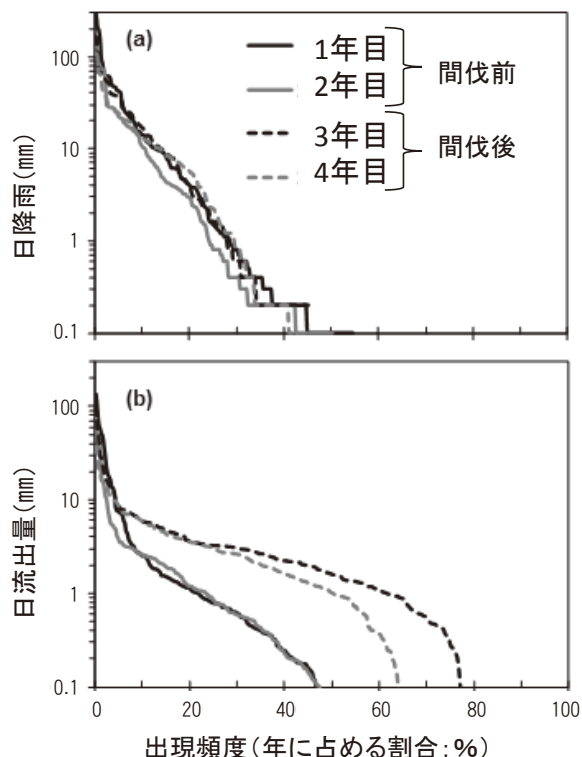 (a)
1年目
2年目
間伐前
3年目
4年目
間伐後
日降雨(mm)
100
10
1
0.1
(b)
日流出量(mm)
100
10
1
0.1
0 20 40 60 80 100
出現頻度(年に占める割合:%)